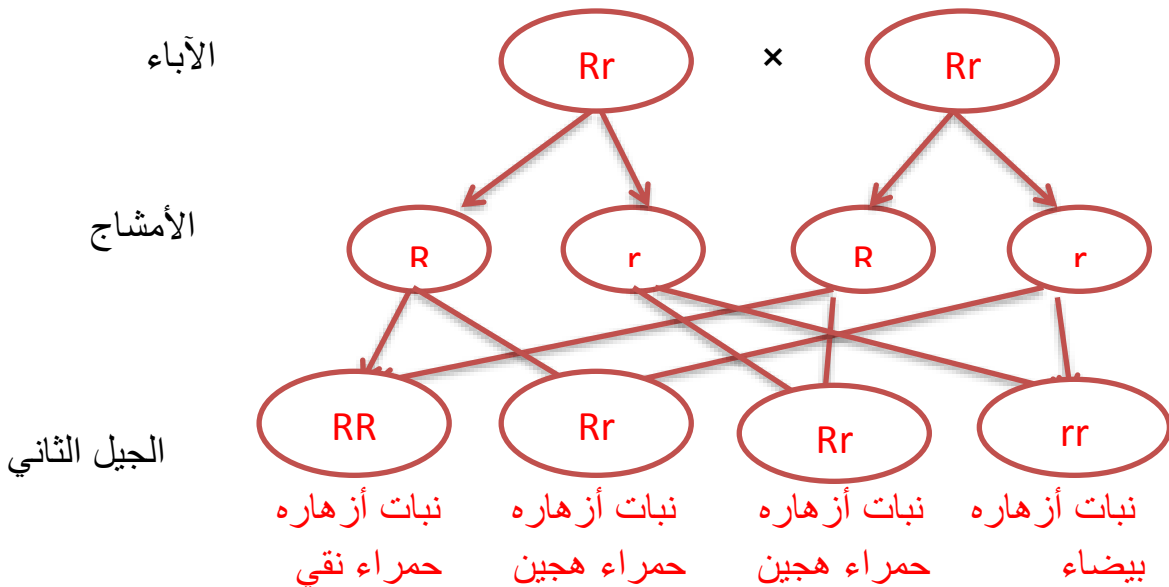 الآباء Rr × Rr
الأمشاج R r R r
الجيل الثاني RR Rr Rr rr
نبات أزهاره حمراء نقي
نبات أزهاره حمراء هجين
نبات أزهاره حمراء هجين
نبات أزهاره بيضاء